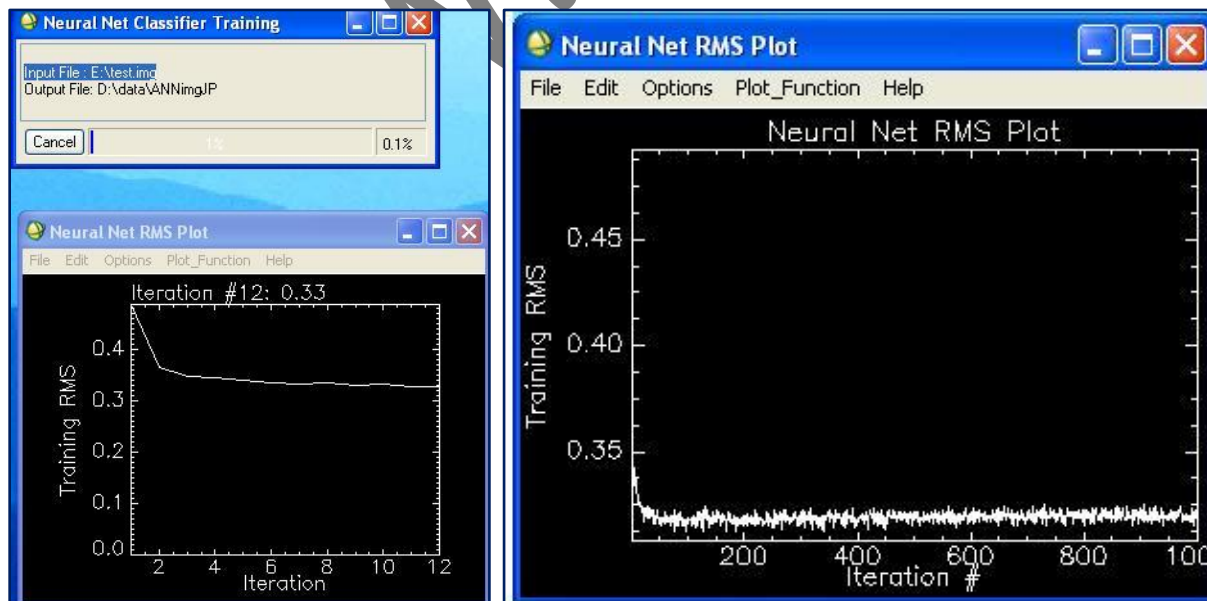 Neural Net Classifier Training
Input File : E:\test.img
Output File: D:\data\ANNimgJP
Cancel
1%
0.1%
Neural Net RMS Plot
File Edit Options Plot_Function Help
Iteration #12: 0.33
Training RMS
0.4
0.3
0.2
0.1
0.0
2 4 6 8 10 12
Iteration
Neural Net RMS Plot
File Edit Options Plot_Function Help
Neural Net RMS Plot
Training RMS
0.45
0.40
0.35
200 400 600 800 100
Iteration #